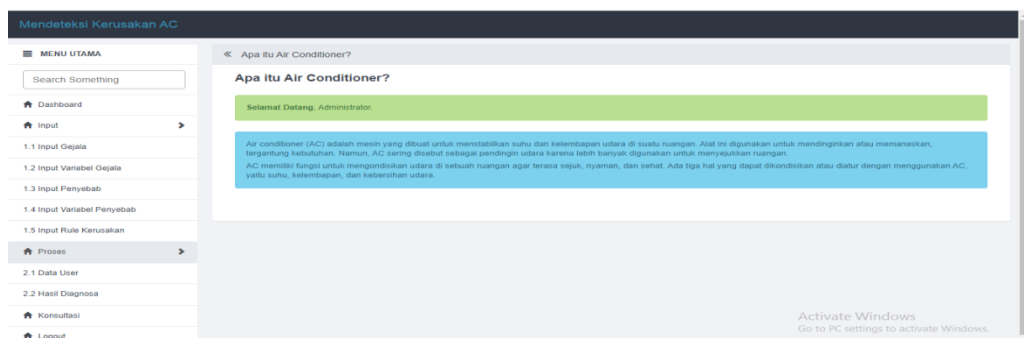 Mendeteksi Kerusakan AC
MENU UTAMA
Search Something
Dashboard
Input
1.1 Input Gejala
1.2 Input Variabel Gejala
1.3 Input Penyebab
1.4 Input Variabel Penyebab
1.5 Input Rule Kerusakan
Proses
2.1 Data User
2.2 Hasil Diagnosa
Konsultasi
Logout
Apa itu Air Conditioner?
Apa itu Air Conditioner?
Selamat Datang, Administrator.
Air conditioner (AC) adalah mesin yang dibuat untuk menstabilkan suhu dan kelembapan udara di suatu ruangan. Alat ini digunakan untuk mendinginkan atau memanaskan,
tergantung kebutuhan. Namun, AC sering disebut sebagai pendingin udara karena lebih banyak digunakan untuk menyejukkan ruangan.
AC memiliki fungsi untuk mengondisikan udara di sebuah ruangan agar terasa sejuk, nyaman, dan sehat. Ada tiga hal yang dapat dikondisikan atau diatur dengan menggunakan AC,
yaitu suhu, kelembapan, dan kebersihan udara.
Activate Windows
Go to PC settings to activate Windows.